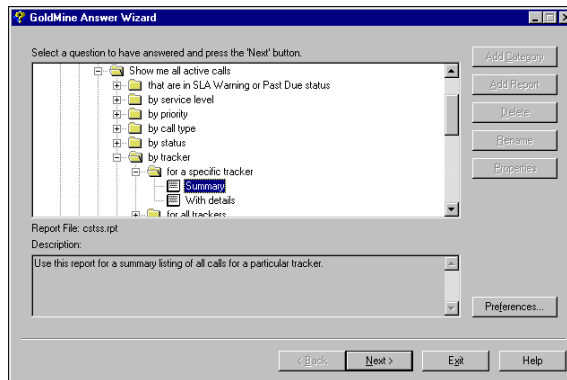 GoldMine Answer Wizard
Select a question to have answered and press the 'Next' button.
Show me all active calls
that are in SLA Warning or Past Due status
by service level
by priority
by call type
by status
by tracker
for a specific tracker
Summary
With details
for all trackers
Report File: cstss.rpt
Description:
Use this report for a summary listing of all calls for a particular tracker.
Add Category
Add Report
Delete
Rename
Properties
Preferences...
< Back
Next >
Exit
Help